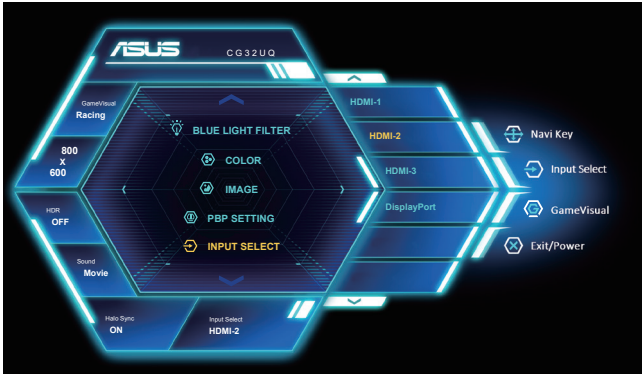 ASUS CG32UQ
GameVisual
Racing
800
X
600
HDR
OFF
Sound
Movie
Halo Sync
ON
Input Select
HDMI-2
BLUE LIGHT FILTER
COLOR
IMAGE
PBP SETTING
INPUT SELECT
HDMI-1
HDMI-2
HDMI-3
DisplayPort
Navi Key
Input Select
GameVisual
Exit/Power